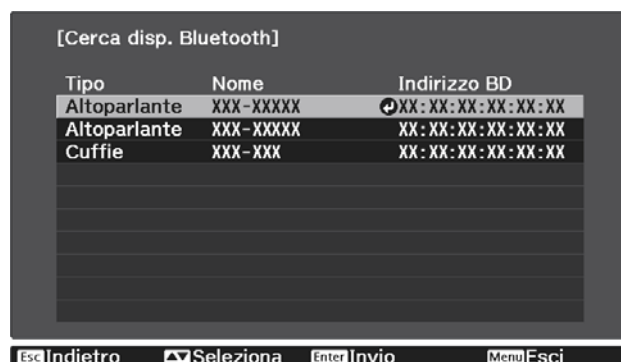 [Cerca disp. Bluetooth]
Tipo Nome Indirizzo BD
Altoparlante XXX-XXXXX XX:XX:XX:XX:XX:XX
Altoparlante XXX-XXXXX XX:XX:XX:XX:XX:XX
Cuffie XXX-XXX XX:XX:XX:XX:XX:XX
Esc Indietro Seleziona Enter Invio Menu Esci